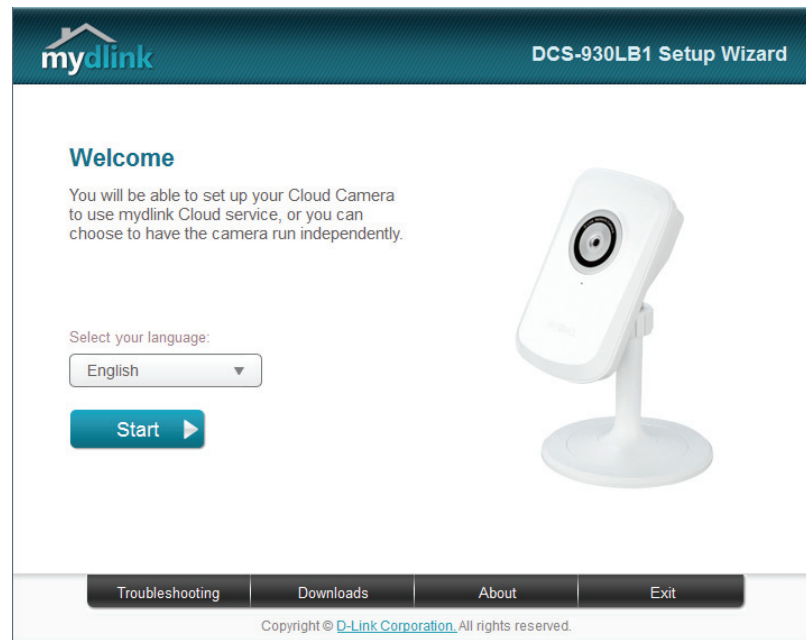 mydlink
DCS-930LB1 Setup Wizard
Welcome
You will be able to set up your Cloud Camera
to use mydlink Cloud service, or you can
choose to have the camera run independently.
Select your language:
English
Start
Troubleshooting
Downloads
About
Exit
Copyright © D-Link Corporation. All rights reserved.